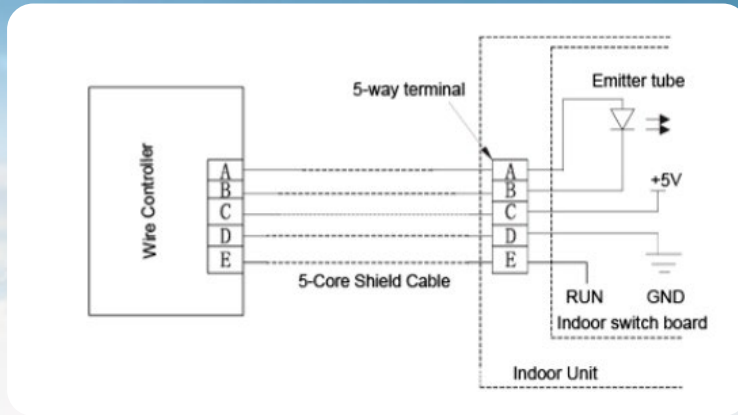 5-way terminal
Emitter tube
Wire Controller
A
B
C
D
E
A
B
C
D
E
+5V
5-Core Shield Cable
RUN
GND
Indoor switch board
Indoor Unit